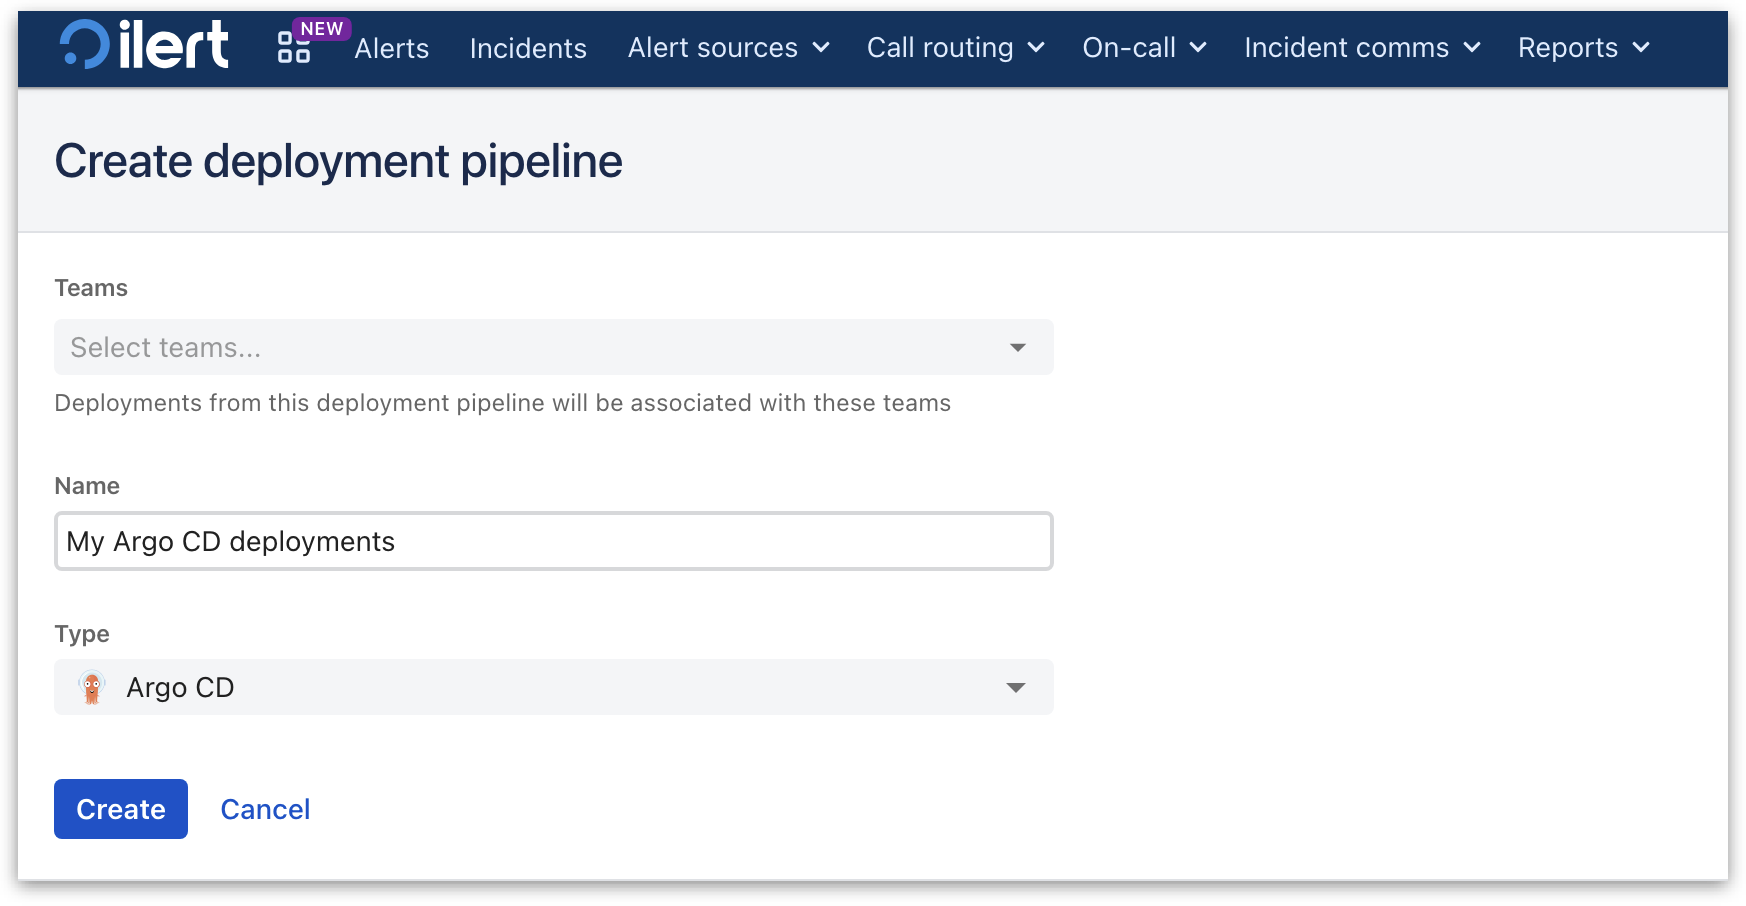 ilert NEW Alerts Incidents Alert sources Call routing On-call Incident comms Reports
Create deployment pipeline
Teams
Select teams...
Deployments from this deployment pipeline will be associated with these teams
Name
My Argo CD deployments
Type
Argo CD
Create Cancel